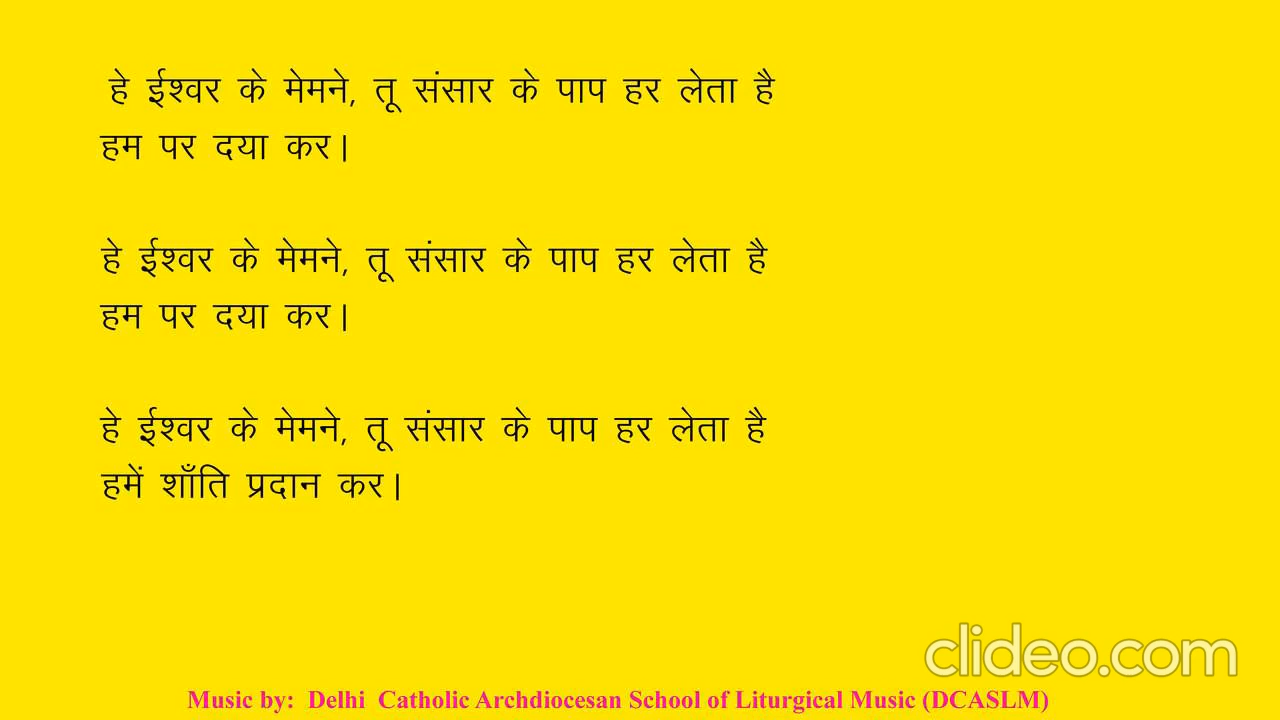 हे ईश्वर के मेमने, तू संसार के पाप हर लेता है
हम पर दया कर।
हे ईश्वर के मेमने, तू संसार के पाप हर लेता है
हम पर दया कर।
हे ईश्वर के मेमने, तू संसार के पाप हर लेता है
हमें शाँति प्रदान कर।
clideo.com
Music by:  Delhi  Catholic Archdiocesan School of Liturgical Music (DCASLM)